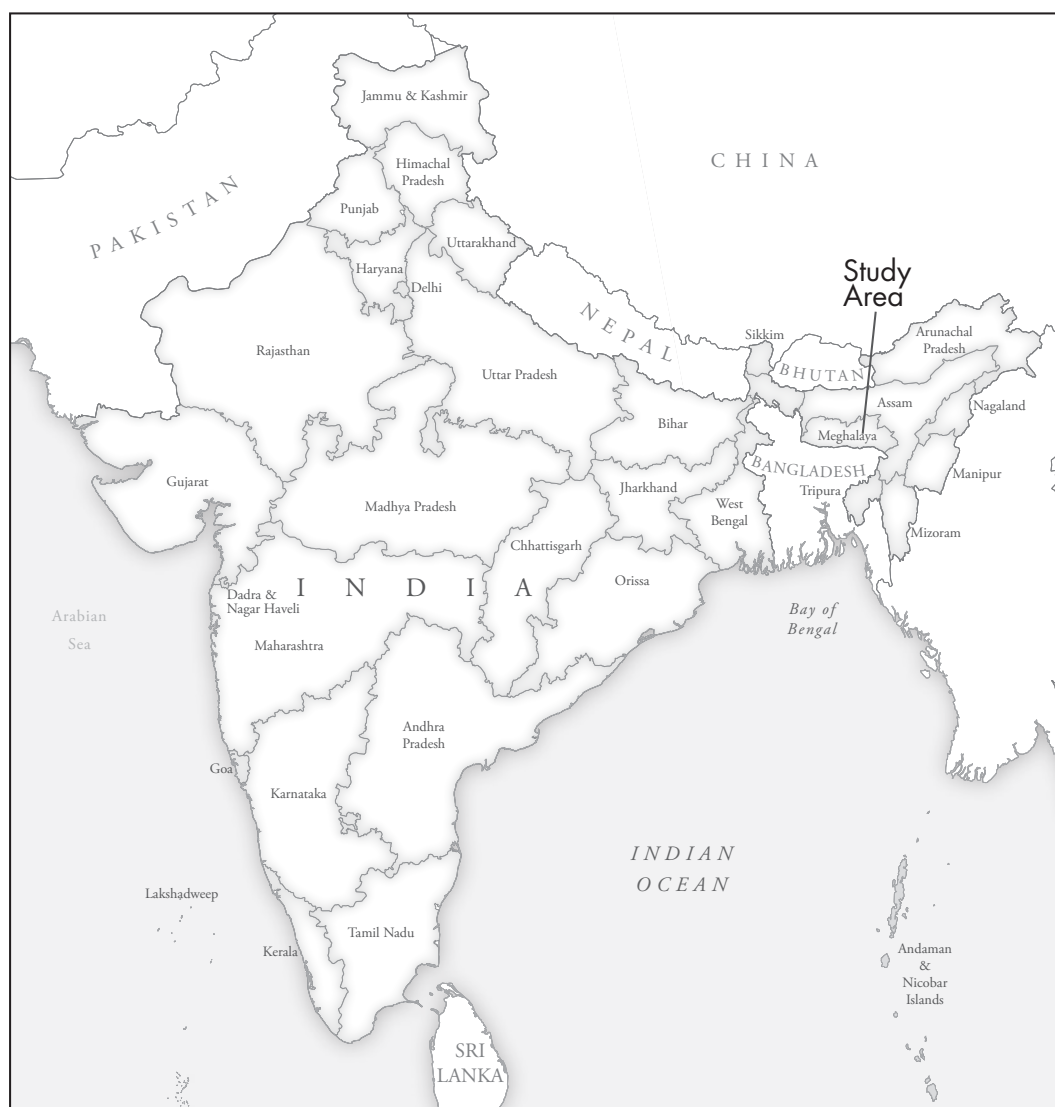 Jammu & Kashmir
CHINA
Himachal
Pradesh
PAKISTAN
Punjab
Uttarakhand
Haryana
Delhi
Study
Area
NEPAL
Sikkim
Arunachal
Pradesh
Rajasthan
BHUTAN
Uttar Pradesh
Assam
Nagaland
Bihar
Meghalaya
BANGLADESH
Manipur
Gujarat
Jharkhand
Tripura
Madhya Pradesh
West
Bengal
Mizoram
Chhattisgarh
Orissa
INDIA
Dadra &
Nagar Haveli
Arabian
Sea
Bay of
Bengal
Maharashtra
Andhra
Pradesh
Goa
Karnataka
INDIAN
OCEAN
Lakshadweep
Tamil Nadu
Kerala
Andaman
&
Nicobar
Islands
SRI
LANKA